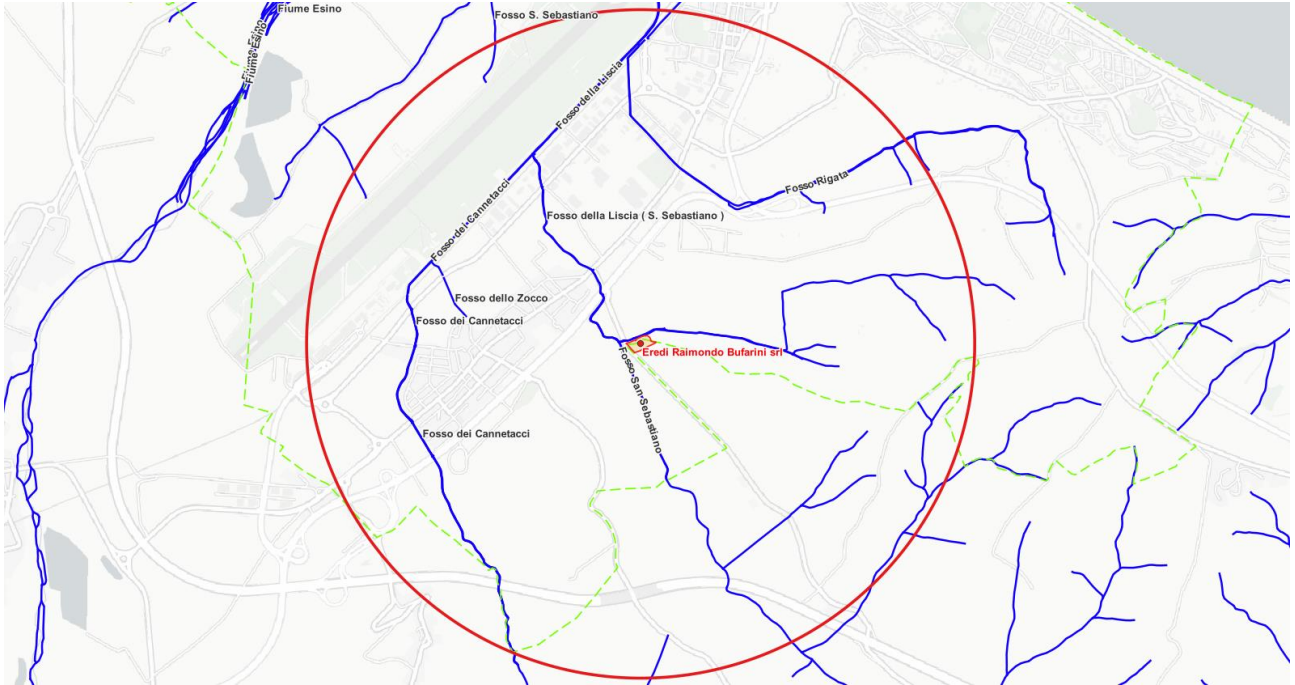 Fiume Esino
Fosso S. Sebastiano
Fiume Esino
Fiume Esino
Fosso della Liscia
Fosso Rigata
Fosso dei Cannetacci
Fosso della Liscia ( S. Sebastiano )
Fosso dello Zocco
Fosso dei Cannetacci
Eredi Raimondo Bufarini srl
Fosso San Sebastiano
Fosso dei Cannetacci